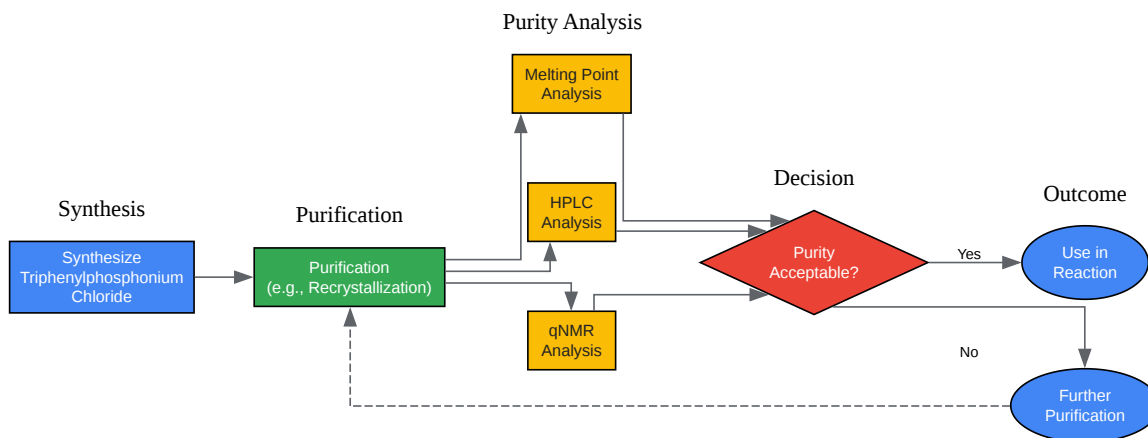 Purity Analysis
Melting Point
Analysis
HPLC
Analysis
qNMR
Analysis
Synthesis
Synthesize
Triphenylphosphonium
Chloride
Purification
Purification
(e.g., Recrystallization)
Decision
Purity
Acceptable?
Yes
No
Outcome
Use in
Reaction
Further
Purification